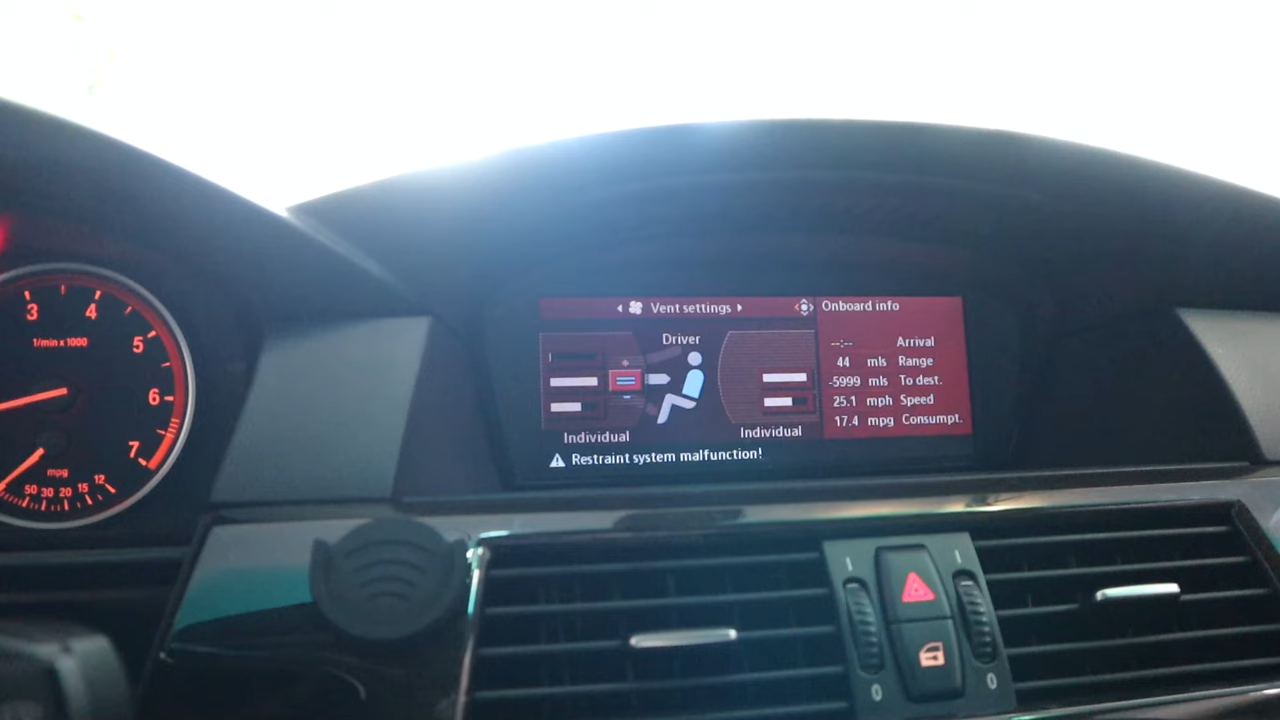 3 4
5
1/min x 1000
6
7
mpg
50 30 20 15 12
Vent settings
Driver
Individual
Individual
Restraint system malfunction!
Onboard info
--:-- Arrival
44 mls Range
-5999 mls To dest.
25.1 mph Speed
17.4 mpg Consumpt.
I I
0 0